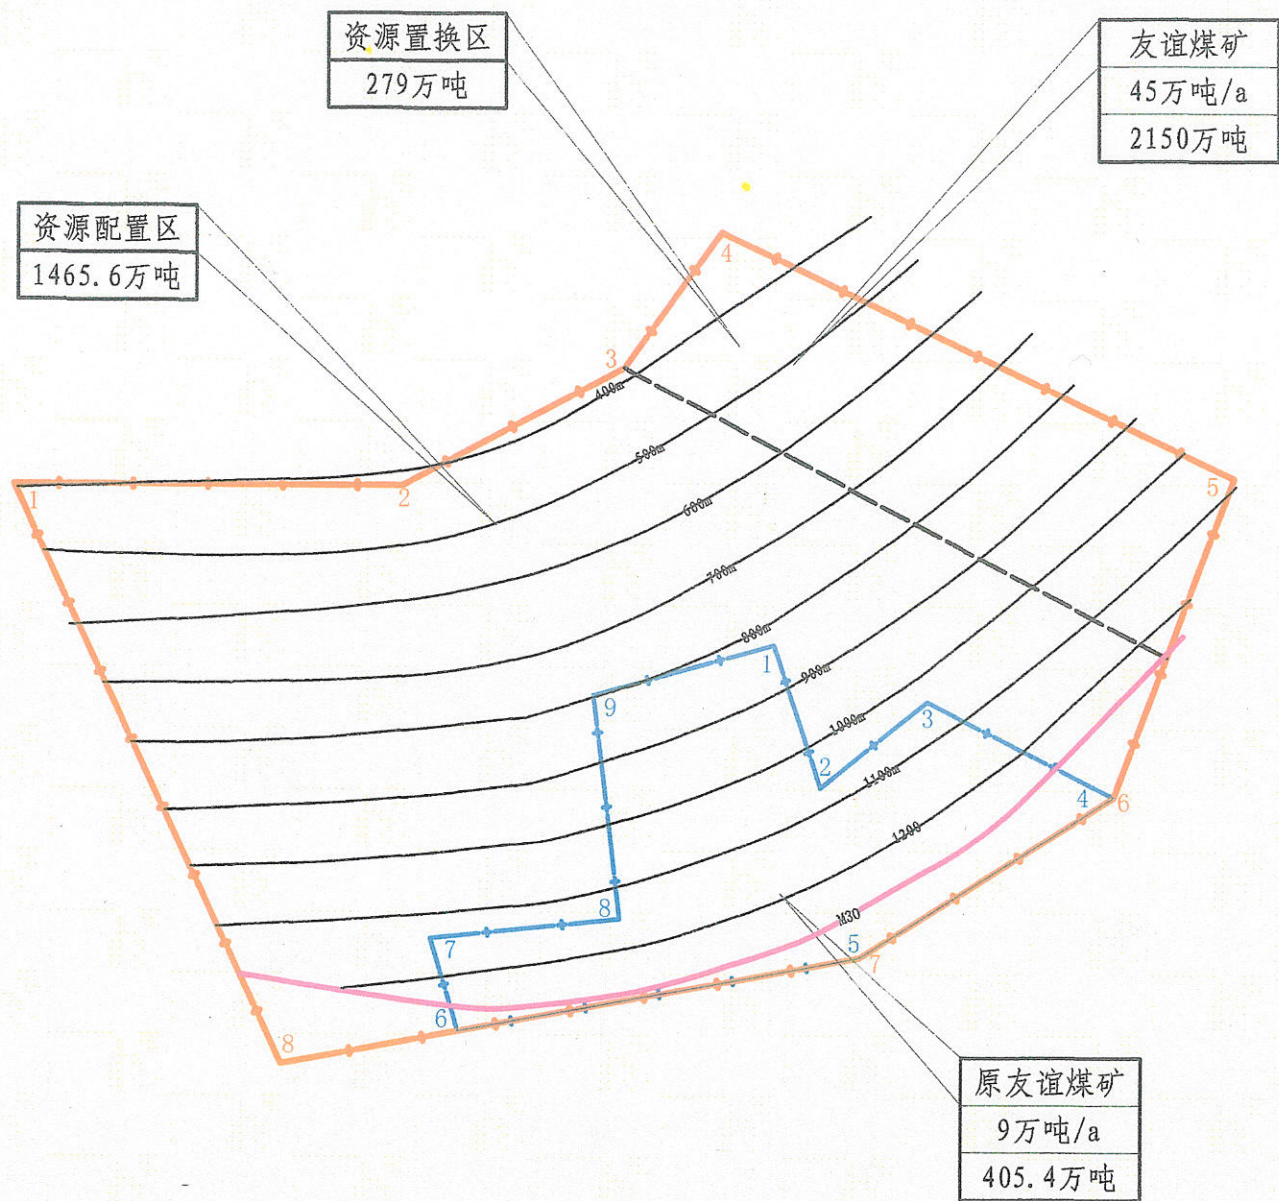 资源置换区
279万吨
友谊煤矿
45万吨/a
2150万吨
资源配置区
1465.6万吨
4
3
400m
1
2
5
500m
600m
700m
800m
1
9
900m
3
1000m
2
1100m
4
6
1200
8
M30
7
5
7
6
8
原友谊煤矿
9万吨/a
405.4万吨